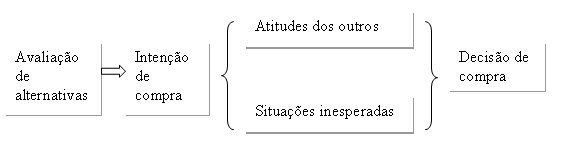 Avaliação
de
alternativas
Intenção
de
compra
Atitudes dos outros
Situações inesperadas
Decisão de
compra